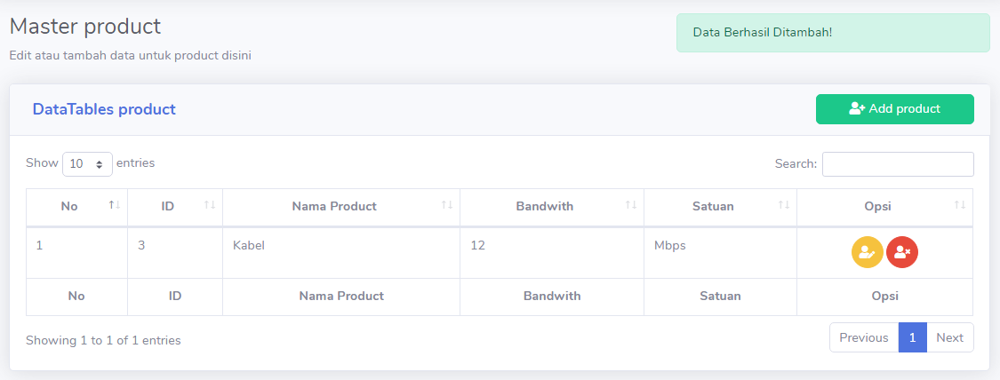 Master product
Data Berhasil Ditambah!
Edit atau tambah data untuk product disini
DataTables product
Add product
Show 10 entries
Search:
No ID Nama Product Bandwith Satuan Opsi
1 3 Kabel 12 Mbps
No ID Nama Product Bandwith Satuan Opsi
Showing 1 to 1 of 1 entries
Previous 1 Next